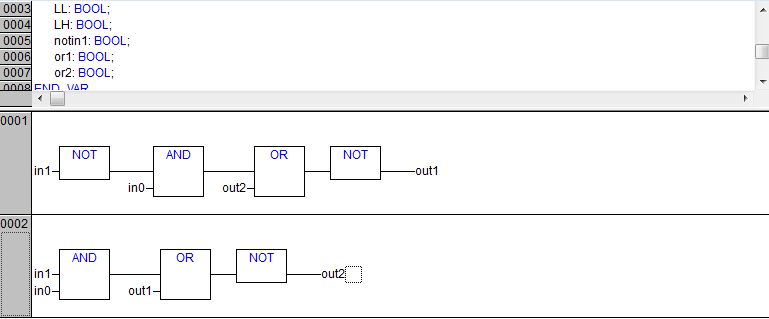 0003 LL: BOOL;
0004 LH: BOOL;
0005 notin1: BOOL;
0006 or1: BOOL;
0007 or2: BOOL;
0008 END_VAR
0001
NOT AND OR NOT
in1 out1
in0 out2
0002
AND OR NOT
in1 out2
in0 out1